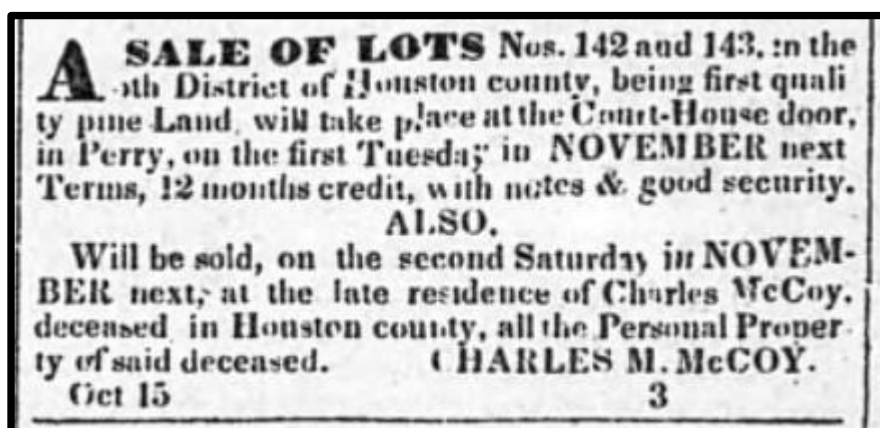 A SALE OF LOTS Nos. 142 and 143, in the
th District of Houston county, being first quali
ty pine Land will take place at the Court-House door,
in Perry, on the first Tuesday in NOVEMBER next
Terms, 12 months credit, with notes & good security.
ALSO.
Will be sold, on the second Saturday in NOVEM-
BER next, at the late residence of Charles McCoy,
deceased in Houston county, all the Personal Proper
ty of said deceased. CHARLES M. McCOY.
Oct 15 3